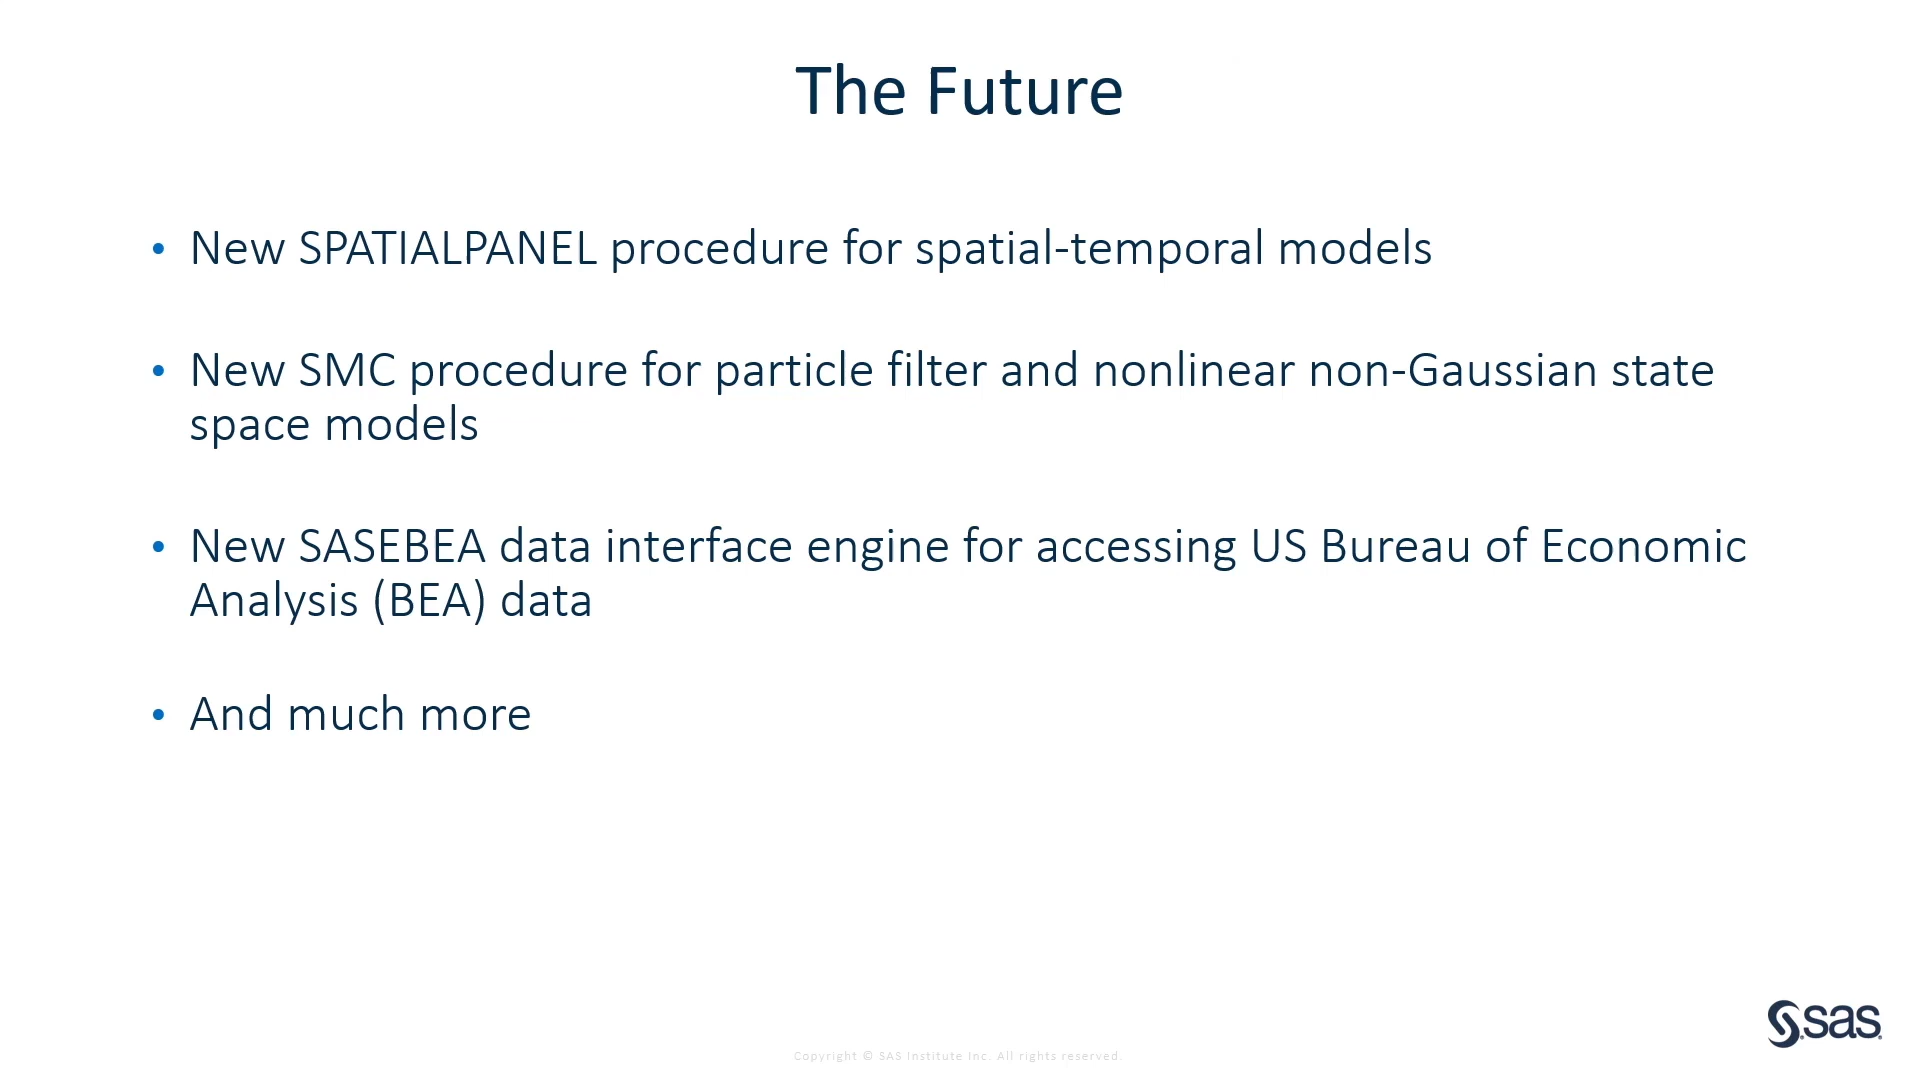 The Future
• New SPATIALPANEL procedure for spatial-temporal models
• New SMC procedure for particle filter and nonlinear non-Gaussian state
space models
• New SASEBEA data interface engine for accessing US Bureau of Economic
Analysis (BEA) data
• And much more
sas
Copyright © SAS Institute Inc. All rights reserved.